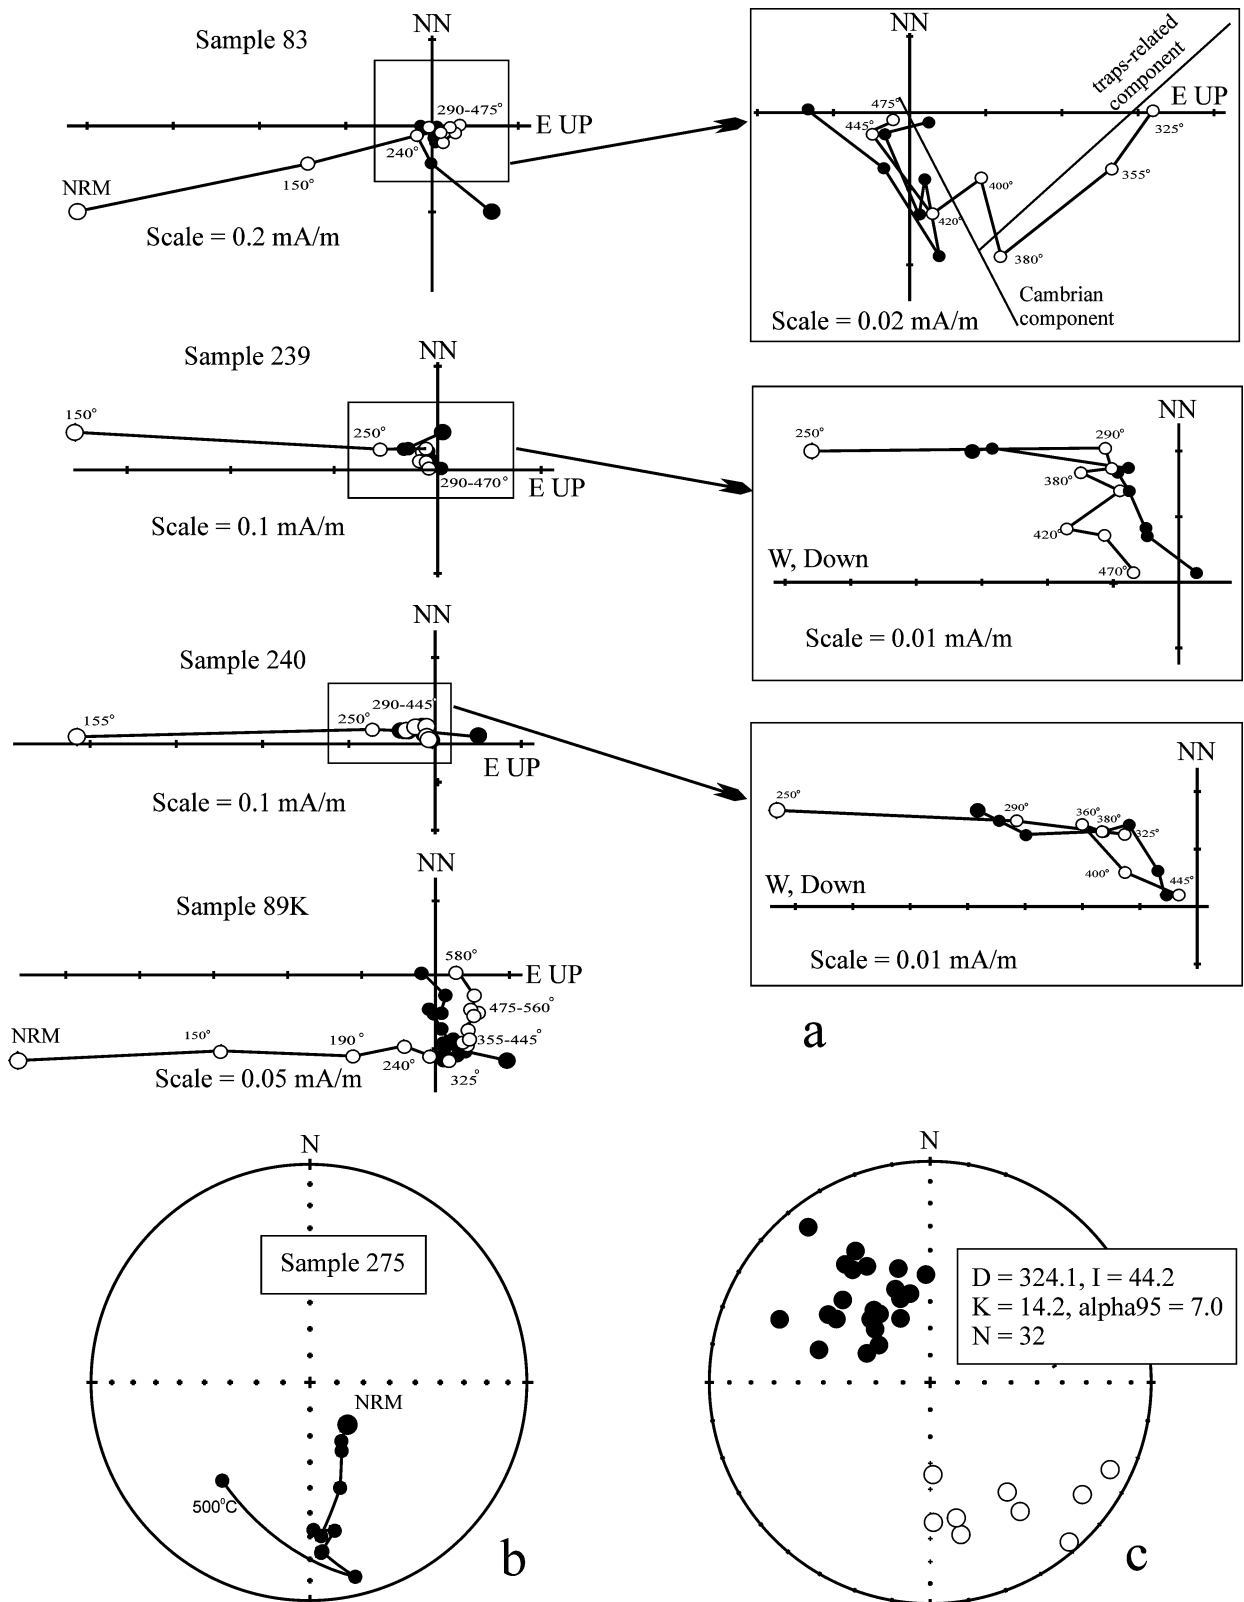 Sample 83
NN
290-475°
E UP
240°
150°
NRM
Scale = 0.2 mA/m
NN
traps-related
component
E UP
475°
445°
325°
355°
400°
420°
380°
Cambrian
component
Scale = 0.02 mA/m
Sample 239
NN
150°
250°
290-470°
E UP
Scale = 0.1 mA/m
NN
250°
290°
380°
420°
470°
W, Down
Scale = 0.01 mA/m
Sample 240
NN
155°
250°
290-445°
E UP
Scale = 0.1 mA/m
NN
250°
290°
360°
380°
325°
400°
445°
W, Down
Scale = 0.01 mA/m
Sample 89K
NN
580°
E UP
475-560°
NRM
150°
190°
240°
355-445°
325°
Scale = 0.05 mA/m
a
N
Sample 275
NRM
500°C
b
N
D = 324.1, I = 44.2
K = 14.2, alpha95 = 7.0
N = 32
c